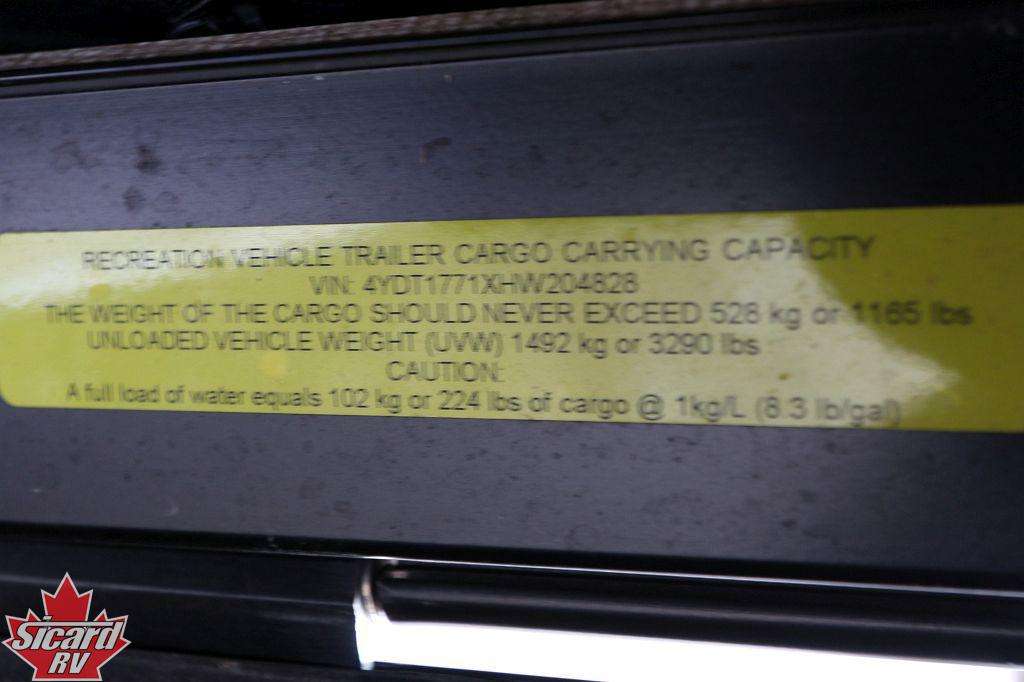 RECREATION VEHICLE TRAILER CARGO CARRYING CAPACITY
VIN: 4YDT1771XHW204828
THE WEIGHT OF THE CARGO SHOULD NEVER EXCEED 528 kg or 1165 lbs
UNLOADED VEHICLE WEIGHT (UVW) 1492 kg or 3290 lbs
CAUTION:
A full load of water equals 102 kg or 224 lbs of cargo @ 1kg/L (8.3 lb/gal)
Sicard
RV